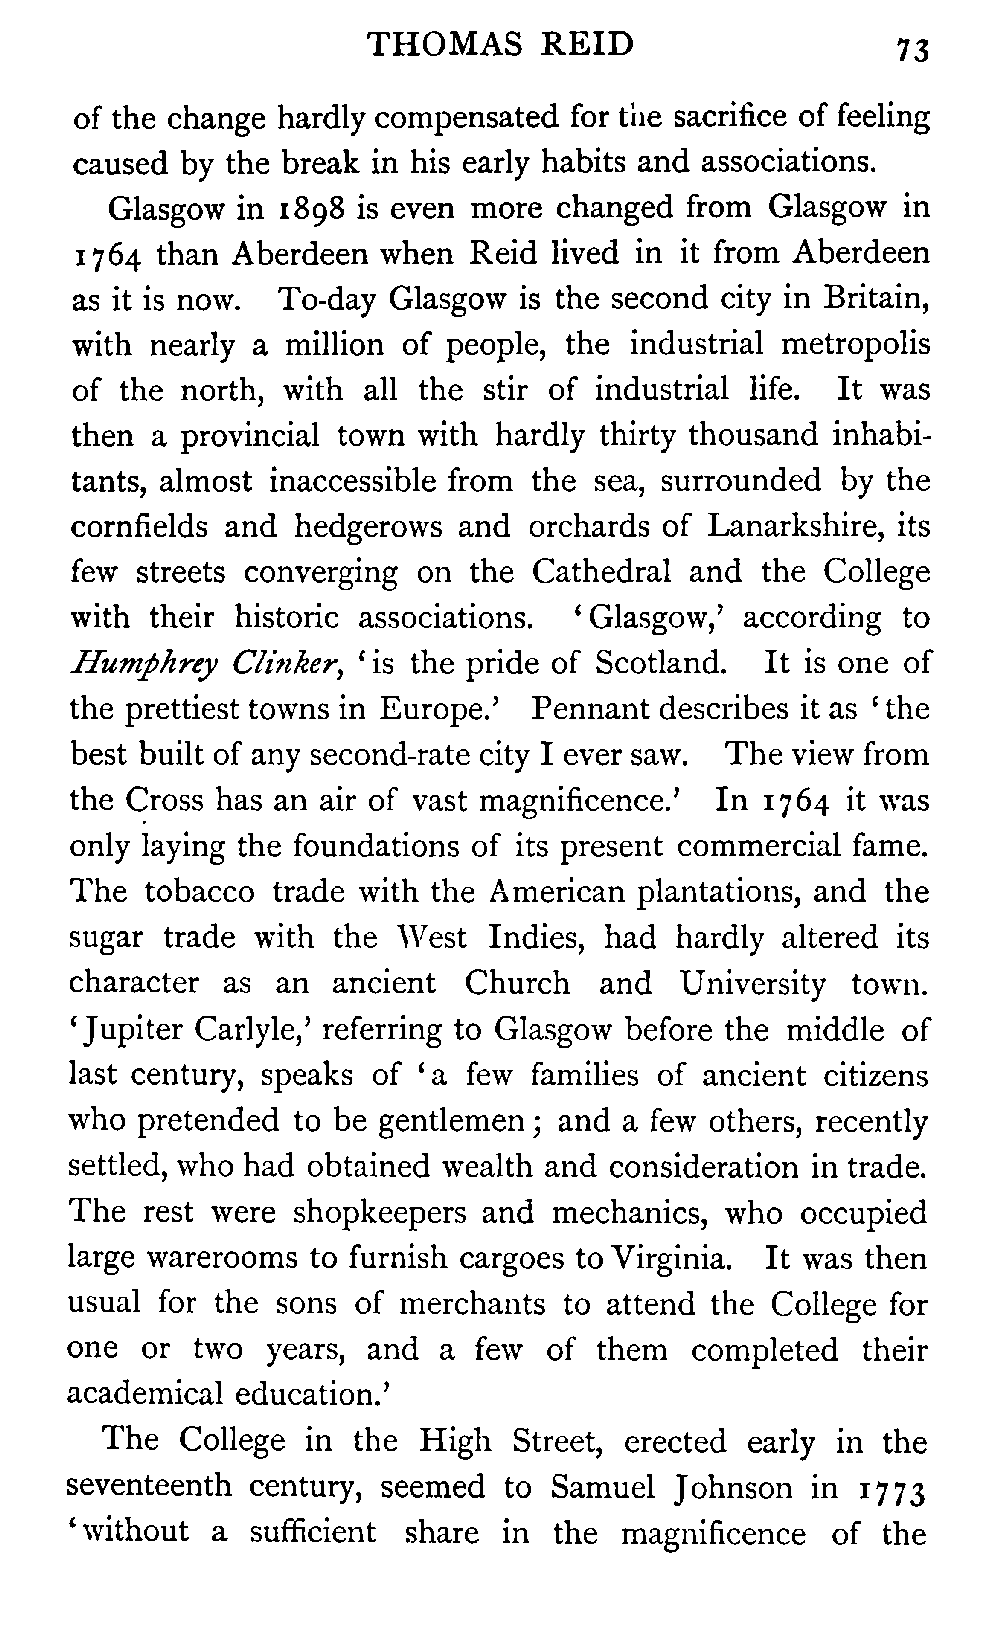 THOMAS REID 73
of the change hardly compensated for the sacrifice of feeling
caused by the break in his early habits and associations.
Glasgow in 1898 is even more changed from Glasgow in
1764 than Aberdeen when Reid lived in it from Aberdeen
as it is now. To-day Glasgow is the second city in Britain,
with nearly a million of people, the industrial metropolis
of the north, with all the stir of industrial life. It was
then a provincial town with hardly thirty thousand inhabi-
tants, almost inaccessible from the sea, surrounded by the
cornfields and hedgerows and orchards of Lanarkshire, its
few streets converging on the Cathedral and the College
with their historic associations. ‘Glasgow,’ according to
Humphrey Clinker, ‘is the pride of Scotland. It is one of
the prettiest towns in Europe.’ Pennant describes it as ‘the
best built of any second-rate city I ever saw. The view from
the Cross has an air of vast magnificence.’ In 1764 it was
only laying the foundations of its present commercial fame.
The tobacco trade with the American plantations, and the
sugar trade with the West Indies, had hardly altered its
character as an ancient Church and University town.
‘Jupiter Carlyle,’ referring to Glasgow before the middle of
last century, speaks of ‘a few families of ancient citizens
who pretended to be gentlemen; and a few others, recently
settled, who had obtained wealth and consideration in trade.
The rest were shopkeepers and mechanics, who occupied
large warerooms to furnish cargoes to Virginia. It was then
usual for the sons of merchants to attend the College for
one or two years, and a few of them completed their
academical education.’
The College in the High Street, erected early in the
seventeenth century, seemed to Samuel Johnson in 1773
‘without a sufficient share in the magnificence of the